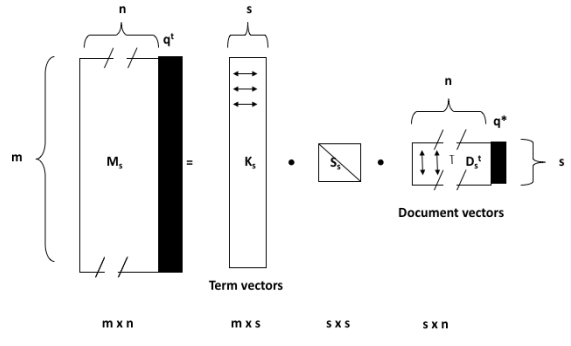 n
q^t
s
n
q*
m
M_s
=
K_s
•
S_s
•
T
D_s^t
s
Document vectors
Term vectors
m x n
m x s
s x s
s x n